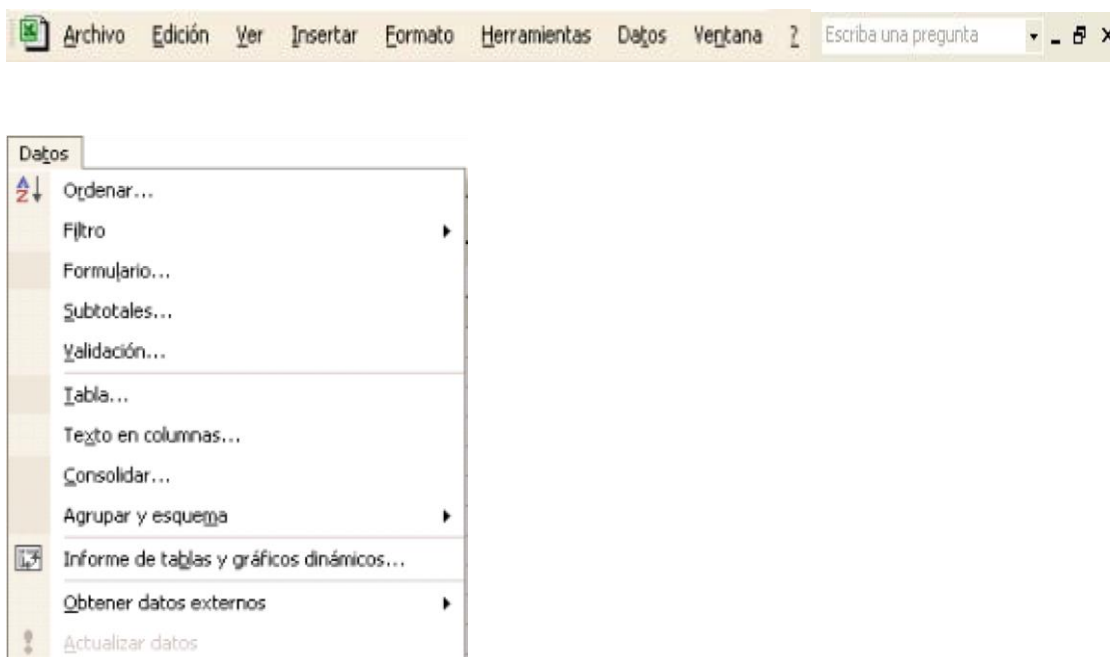 Archivo Edición Ver Insertar Formato Herramientas Datos Ventana ? Escriba una pregunta
Datos
Ordenar...
Filtro
Formulario...
Subtotales...
Validación...
Tabla...
Texto en columnas...
Consolidar...
Agrupar y esquema
Informe de tablas y gráficos dinámicos...
Obtener datos externos
Actualizar datos